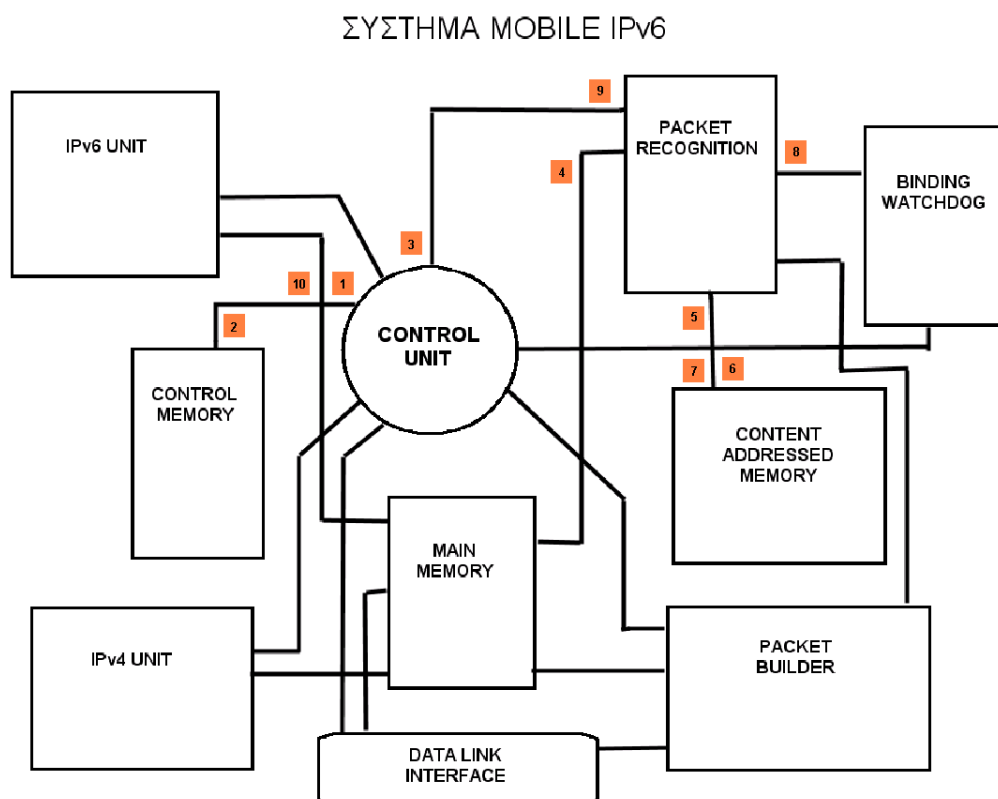 ΣΥΣΤΗΜΑ MOBILE IPv6
9
IPv6 UNIT
PACKET
RECOGNITION
8
4
BINDING
WATCHDOG
3
10
1
2
5
CONTROL
UNIT
7
6
CONTROL
MEMORY
CONTENT
ADDRESSED
MEMORY
MAIN
MEMORY
IPv4 UNIT
PACKET
BUILDER
DATA LINK
INTERFACE